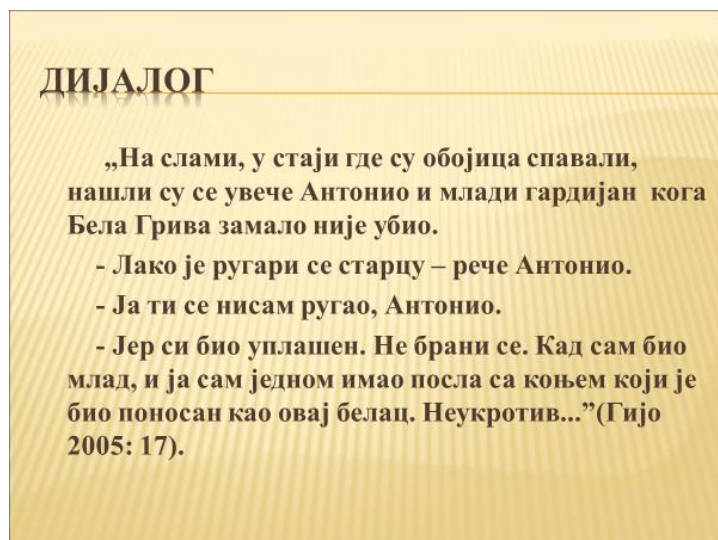 ДИЈАЛОГ
„На слами, у стаји где су обојица спавали,
нашли су се увече Антонио и млади гардијан кога
Бела Грива замало није убио.
- Лако је ругари се старцу – рече Антонио.
- Ја ти се нисам ругао, Антонио.
- Јер си био уплашен. Не брани се. Кад сам био
млад, и ја сам једном имао посла са коњем који је
био поносан као овај белац. Неукротив...”(Гијо
2005: 17).